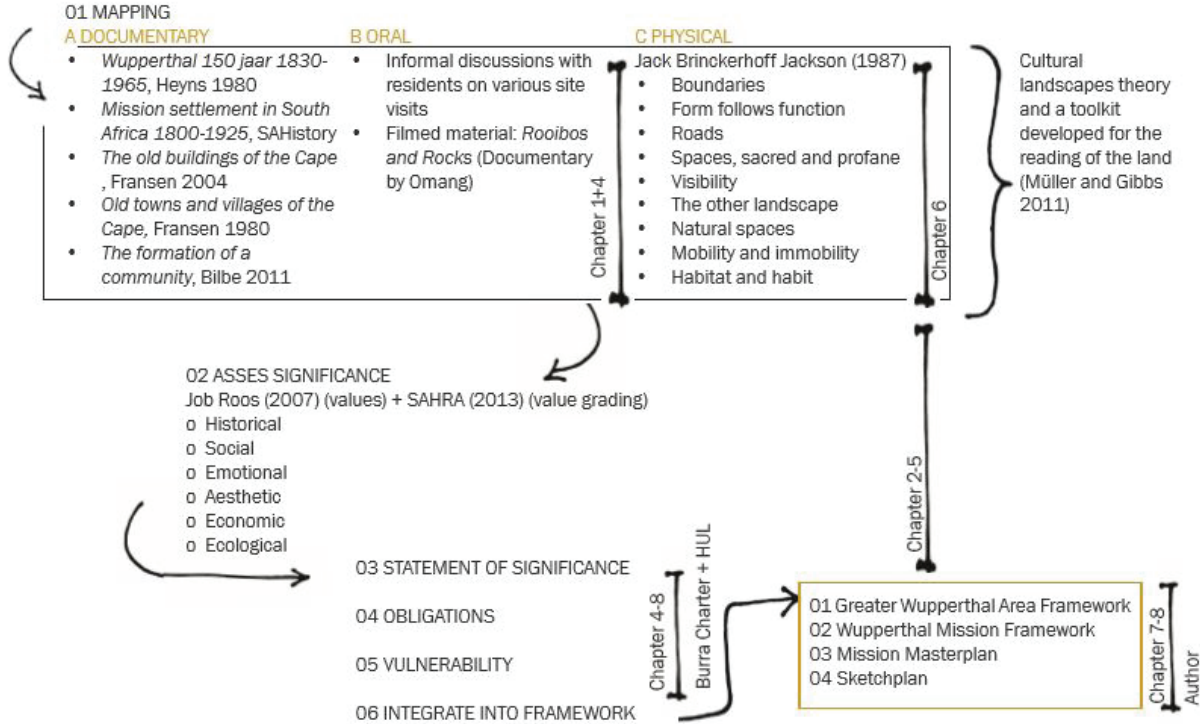 01 MAPPING
A DOCUMENTARY
• Wupperthal 150 jaar 1830-
1965, Heyns 1980
• Mission settlement in South
Africa 1800-1925, SAHistory
• The old buildings of the Cape
, Fransen 2004
• Old towns and villages of the
Cape, Fransen 1980
• The formation of a
community, Bilbe 2011
B ORAL
• Informal discussions with
residents on various site
visits
• Filmed material: Rooibos
and Rocks (Documentary
by Omang)
Chapter 1+4
C PHYSICAL
Jack Brinckerhoff Jackson (1987)
• Boundaries
• Form follows function
• Roads
• Spaces, sacred and profane
• Visibility
• The other landscape
• Natural spaces
• Mobility and immobility
• Habitat and habit
Chapter 6
Cultural
landscapes theory
and a toolkit
developed for the
reading of the land
(Müller and Gibbs
2011)
02 ASSES SIGNIFICANCE
Job Roos (2007) (values) + SAHRA (2013) (value grading)
o Historical
o Social
o Emotional
o Aesthetic
o Economic
o Ecological
Chapter 2-5
03 STATEMENT OF SIGNIFICANCE
04 OBLIGATIONS
05 VULNERABILITY
06 INTEGRATE INTO FRAMEWORK
Chapter 4-8
Burra Charter + HUL
01 Greater Wupperthal Area Framework
02 Wupperthal Mission Framework
03 Mission Masterplan
04 Sketchplan
Chapter 7-8
Author